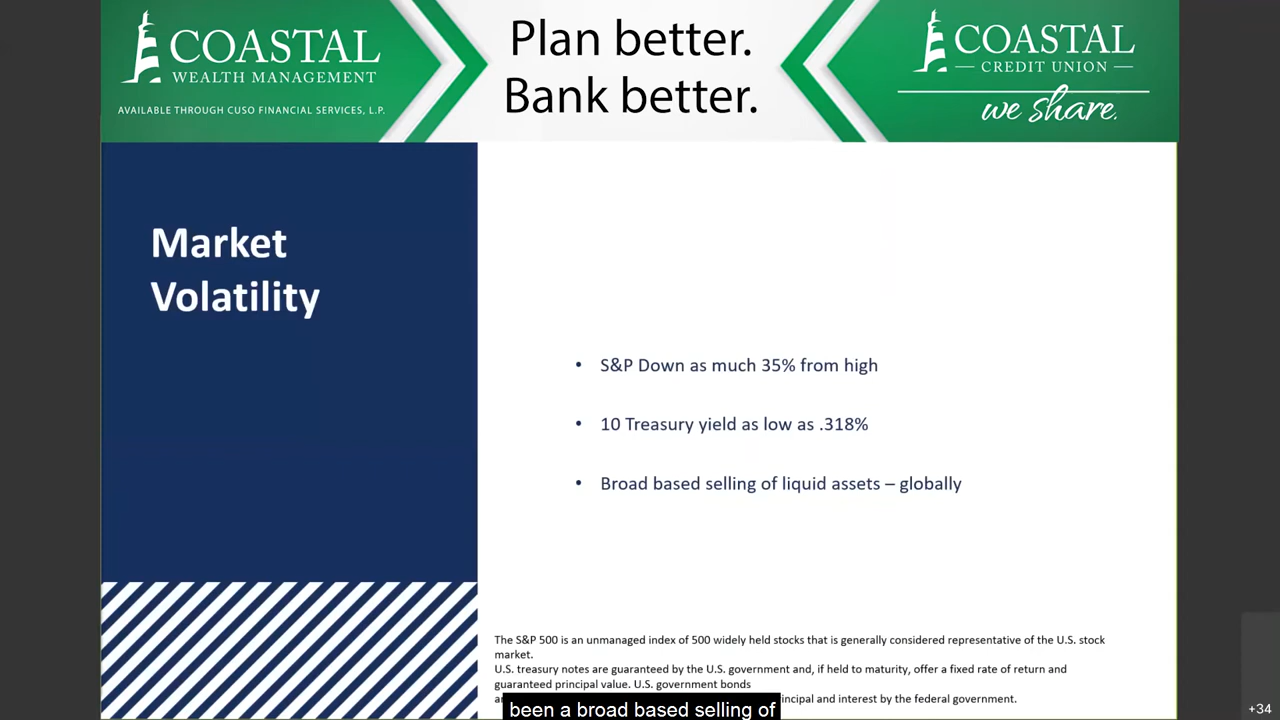 COASTAL
WEALTH MANAGEMENT
AVAILABLE THROUGH CUSO FINANCIAL SERVICES, L.P.
Plan better.
Bank better.
COASTAL
CREDIT UNION
we share.
Market
Volatility
• S&P Down as much 35% from high
• 10 Treasury yield as low as .318%
• Broad based selling of liquid assets – globally
The S&P 500 is an unmanaged index of 500 widely held stocks that is generally considered representative of the U.S. stock
market.
U.S. treasury notes are guaranteed by the U.S. government and, if held to maturity, offer a fixed rate of return and
guaranteed principal value. U.S. government bonds
and interest by the federal government.
been a broad based selling of
+34